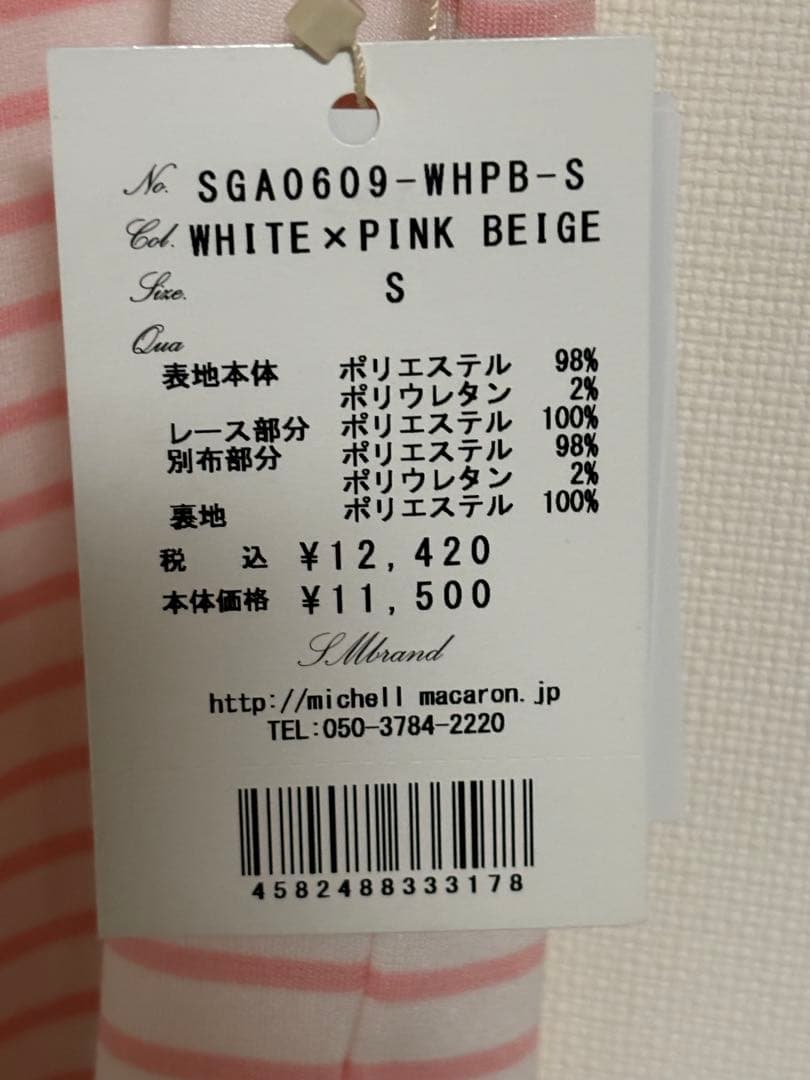 No. SGA0609-WHPB-S
Col. WHITE×PINK BEIGE
Size. S
Qua
表地本体 ポリエステル 98%
ポリウレタン 2%
レース部分 ポリエステル 100%
別布部分 ポリエステル 98%
ポリウレタン 2%
裏地 ポリエステル 100%
税 込 ¥12,420
本体価格 ¥11,500
SMbrand
http://michell macaron.jp
TEL:050-3784-2220
4582488333178